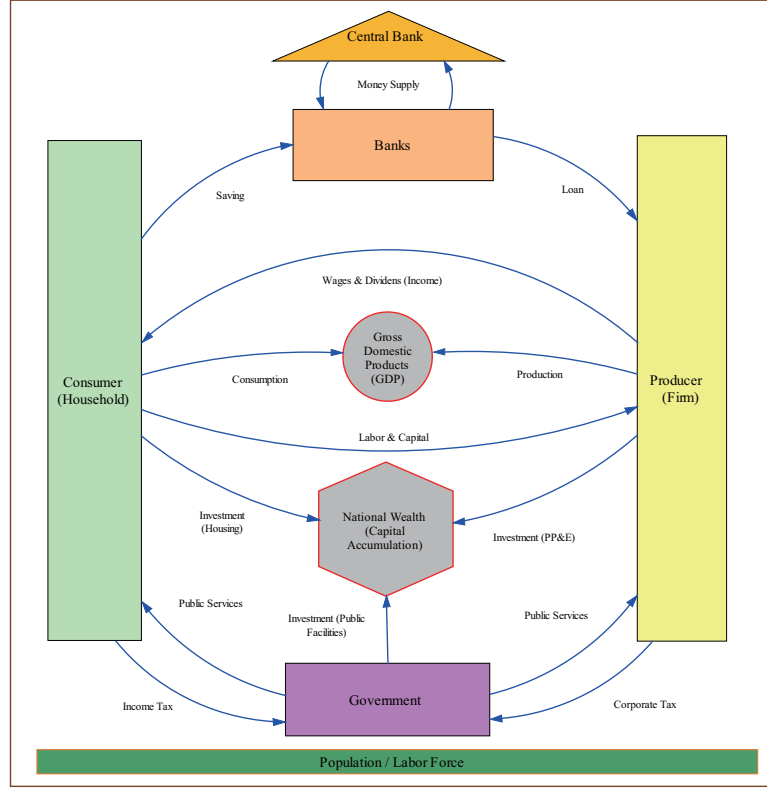 Central Bank
Money Supply
Banks
Saving
Loan
Wages & Dividens (Income)
Gross
Domestic
Products
(GDP)
Consumption
Production
Consumer
(Household)
Producer
(Firm)
Labor & Capital
Investment
(Housing)
National Wealth
(Capital
Accumulation)
Investment (PP&E)
Public Services
Investment (Public
Facilities)
Public Services
Income Tax
Government
Corporate Tax
Population / Labor Force